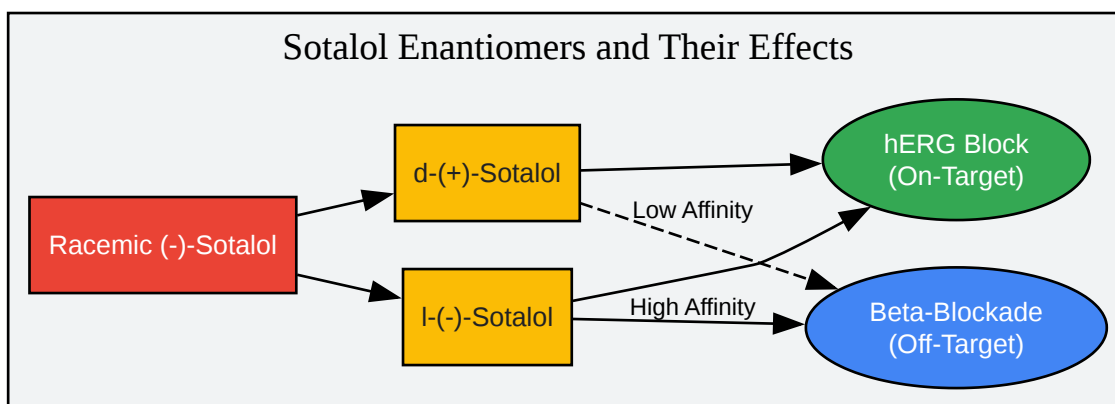 Sotalol Enantiomers and Their Effects
Racemic (-)-Sotalol
d-(+)-Sotalol
l-(-)-Sotalol
Low Affinity
High Affinity
hERG Block
(On-Target)
Beta-Blockade
(Off-Target)